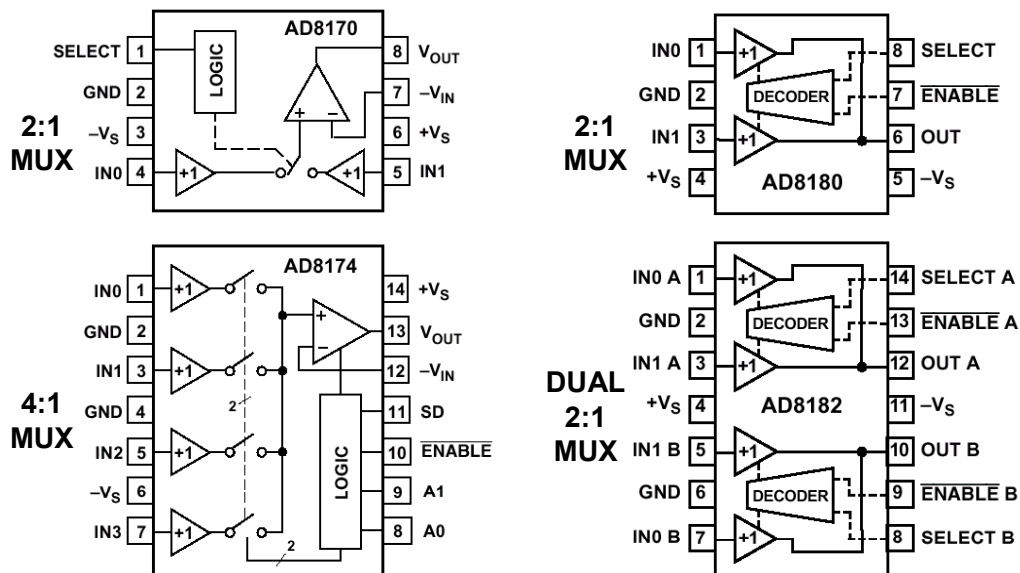 AD8170
SELECT 1
LOGIC
8 VOUT
GND 2
7 –VIN
2:1
MUX
–VS 3
+ –
6 +VS
IN0 4
+1
+1
5 IN1
AD8174
IN0 1
+1
14 +VS
GND 2
+
13 VOUT
–
IN1 3
+1
12 –VIN
4:1
MUX
GND 4
2
11 SD
IN2 5
+1
LOGIC
10 ENABLE
–VS 6
9 A1
IN3 7
+1
2
8 A0
IN0 1
+1
8 SELECT
GND 2
DECODER
7 ENABLE
2:1
MUX
IN1 3
+1
6 OUT
+VS 4
AD8180
5 –VS
IN0 A 1
+1
14 SELECT A
GND 2
DECODER
13 ENABLE A
IN1 A 3
+1
12 OUT A
DUAL
2:1
MUX
+VS 4
AD8182
11 –VS
IN1 B 5
+1
10 OUT B
GND 6
DECODER
9 ENABLE B
IN0 B 7
+1
8 SELECT B